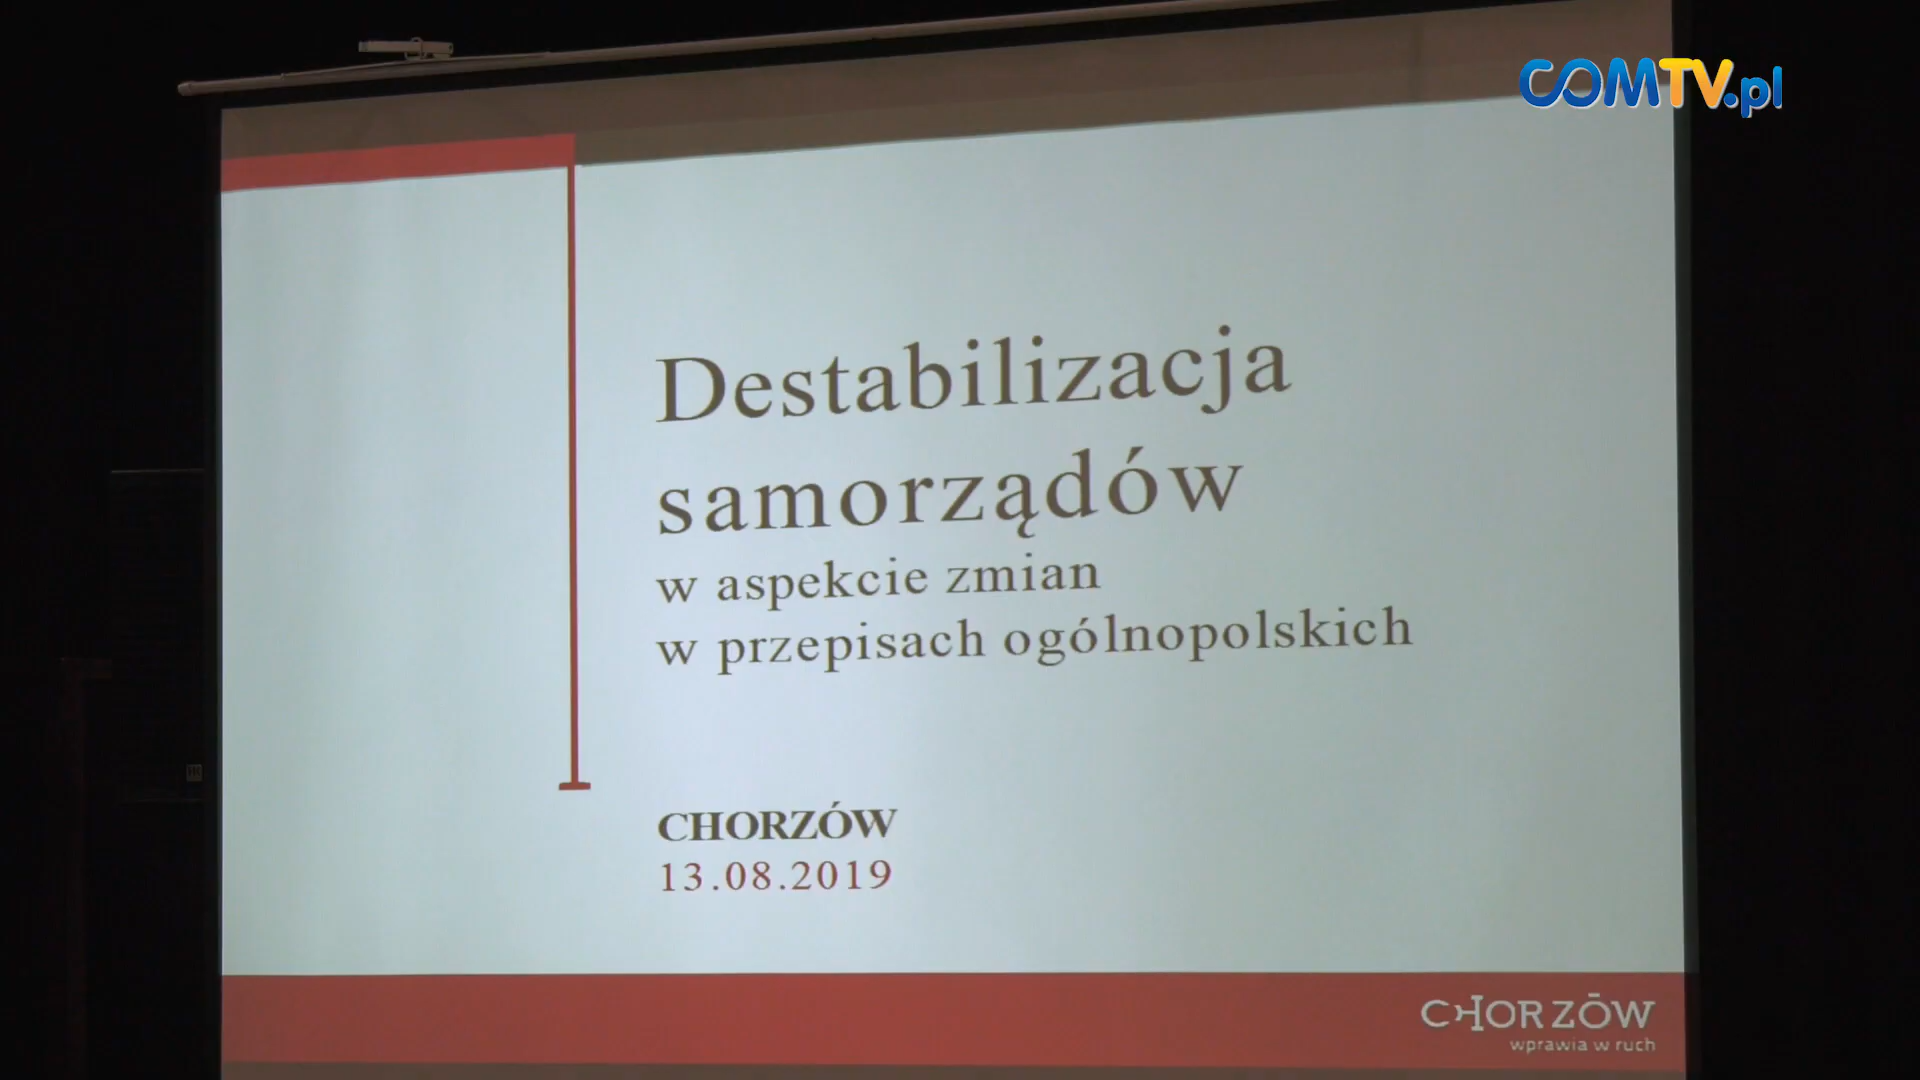 COMTV.pl
Destabilizacja
samorządów
w aspekcie zmian
w przepisach ogólnopolskich
CHORZÓW
13.08.2019
CHORZÓW
wprawia w ruch